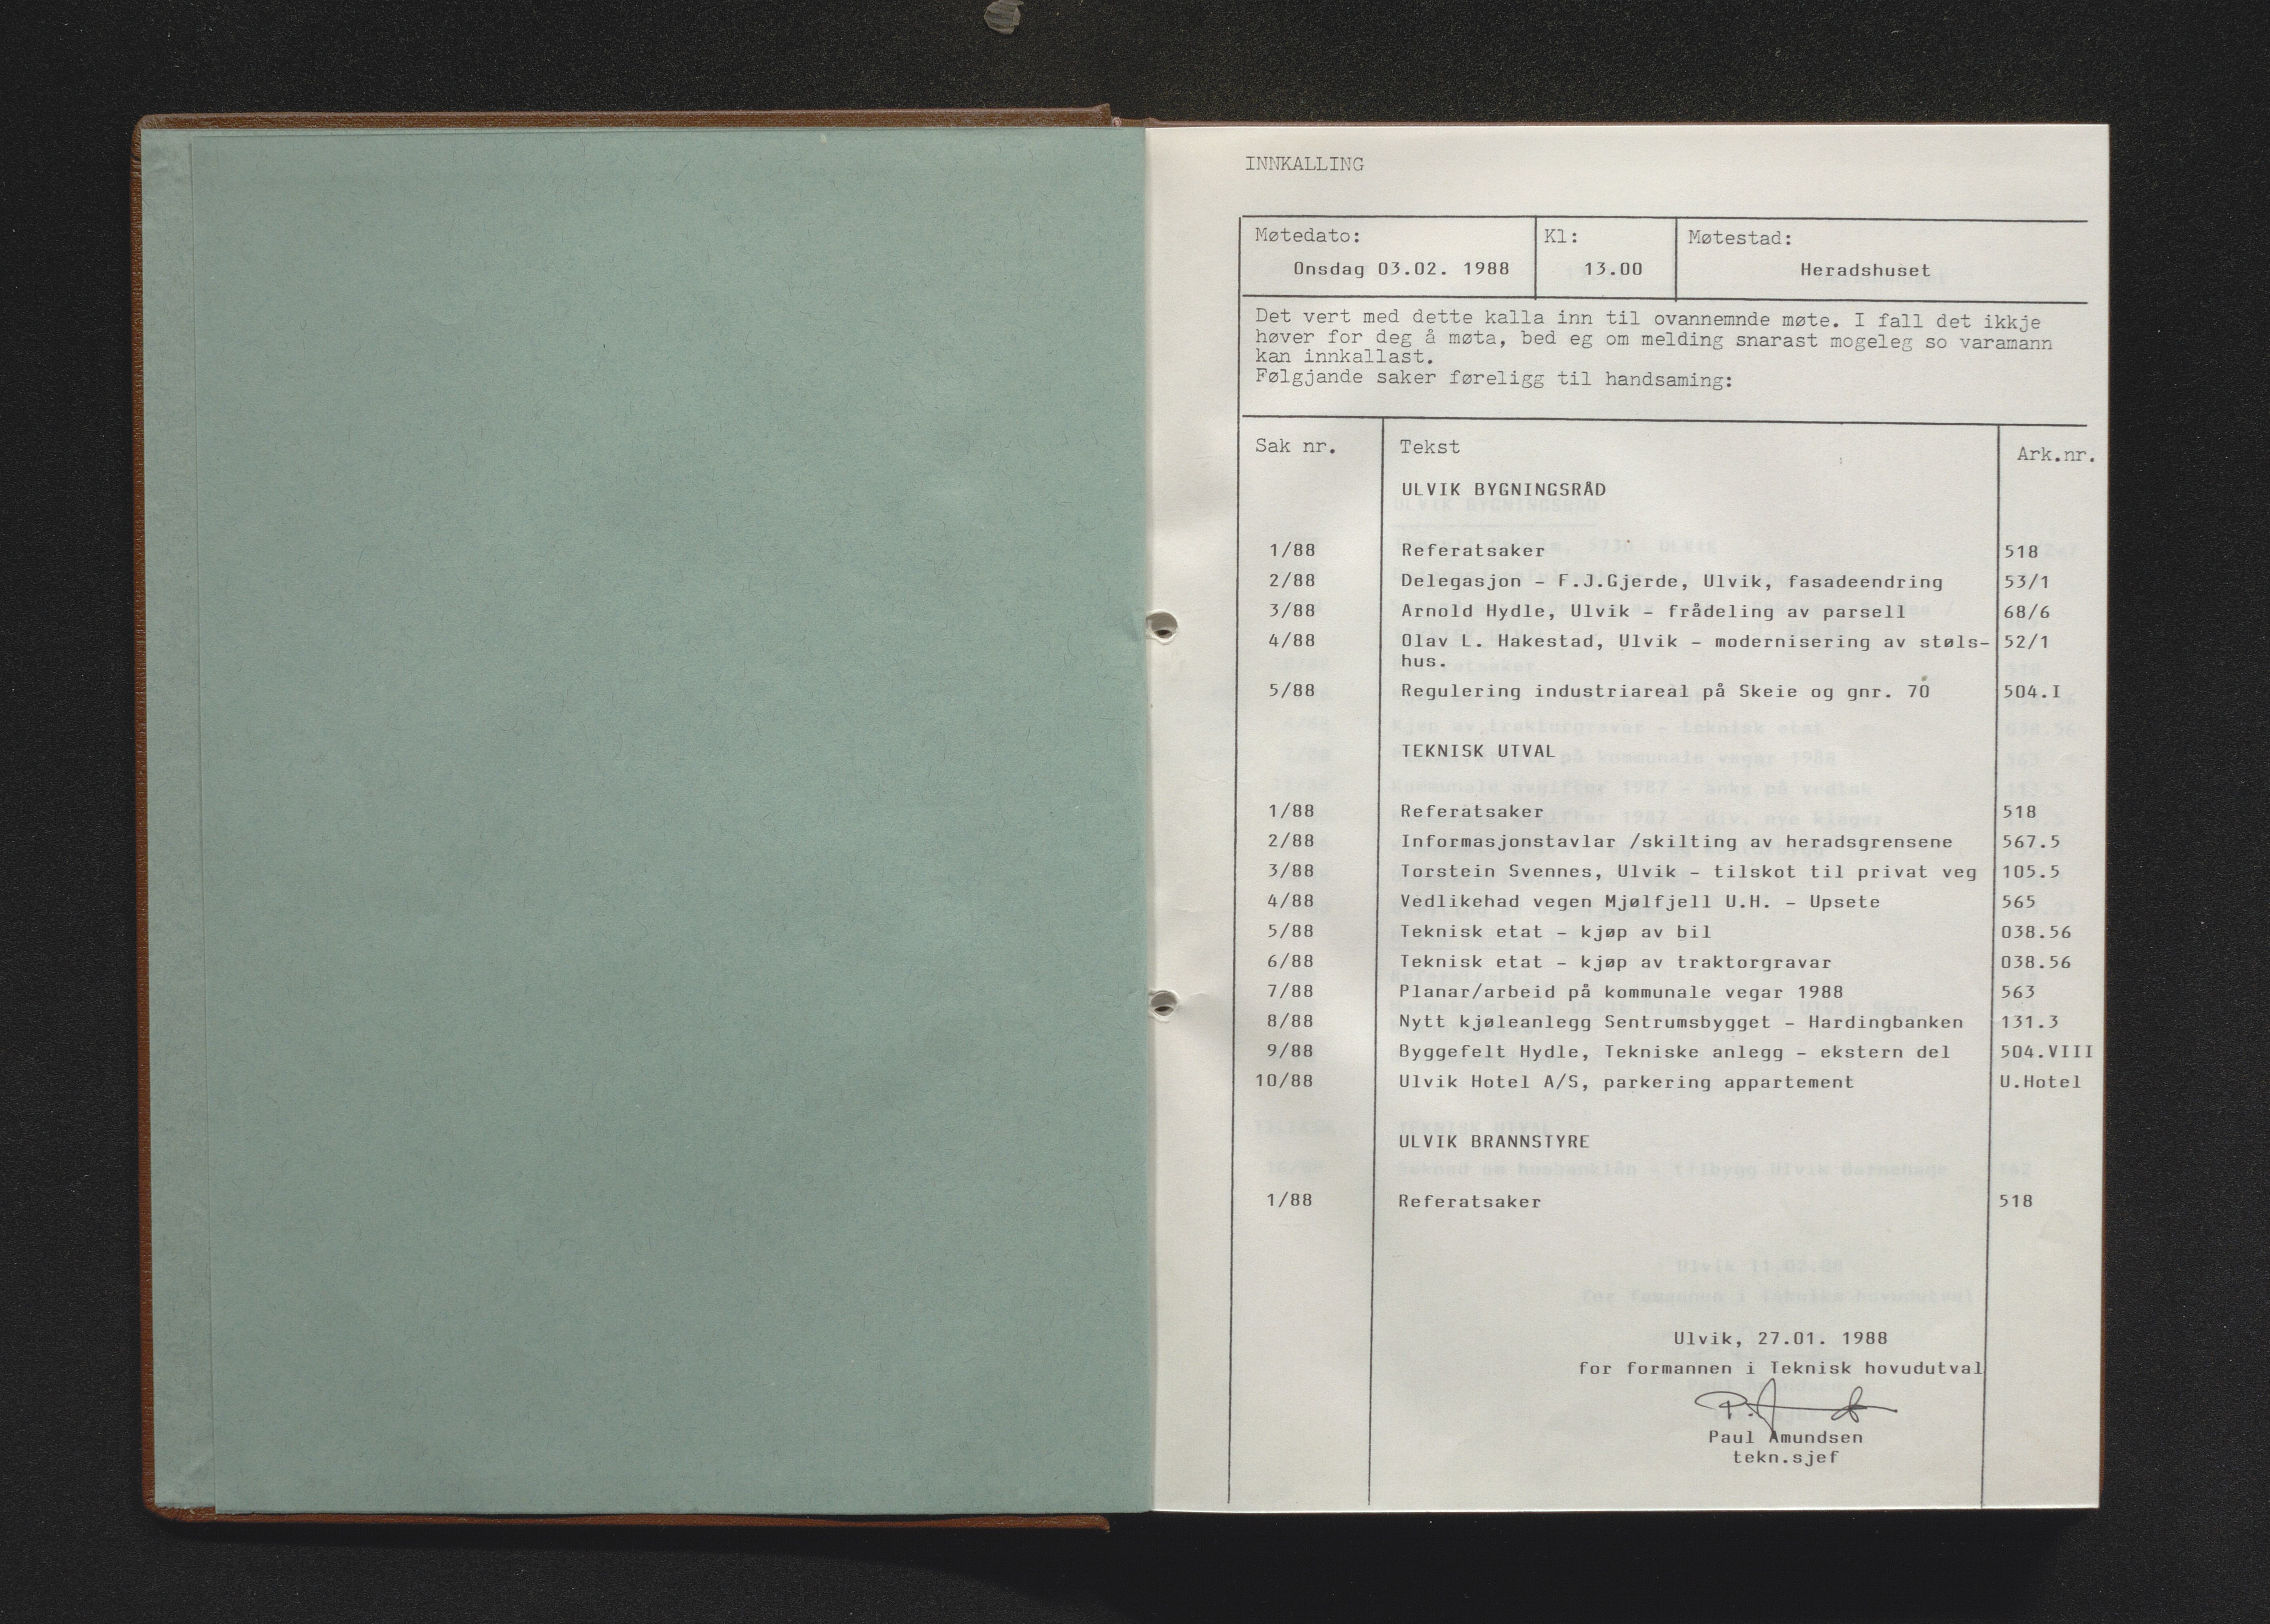 INNKALLING
Møtedato: Kl: Møtestad:
Onsdag 03.02. 1988 13.00 Heradshuset
Det vert med dette kalla inn til ovannemnde møte. I fall det ikkje
høver for deg å møta, bed eg om melding snarast mogeleg so varamann
kan innkallast.
Følgjande saker føreligg til handsaming:
Sak nr. Tekst Ark.nr.
ULVIK BYGNINGSRÅD
1/88 Referatsaker 518
2/88 Delegasjon - F.J.Gjerde, Ulvik, fasadeendring 53/1
3/88 Arnold Hydle, Ulvik - frådeling av parsell 68/6
4/88 Olav L. Hakestad, Ulvik - modernisering av støls- 52/1
hus.
5/88 Regulering industriareal på Skeie og gnr. 70 504.I
TEKNISK UTVAL
1/88 Referatsaker 518
2/88 Informasjonstavlar /skilting av heradsgrensene 567.5
3/88 Torstein Svennes, Ulvik - tilskot til privat veg 105.5
4/88 Vedlikehad vegen Mjølfjell U.H. - Upsete 565
5/88 Teknisk etat - kjøp av bil 038.56
6/88 Teknisk etat - kjøp av traktorgravar 038.56
7/88 Planar/arbeid på kommunale vegar 1988 563
8/88 Nytt kjøleanlegg Sentrumsbygget - Hardingbanken 131.3
9/88 Byggefelt Hydle, Tekniske anlegg - ekstern del 504.VIII
10/88 Ulvik Hotel A/S, parkering appartement U.Hotel
ULVIK BRANNSTYRE
1/88 Referatsaker 518
Ulvik, 27.01. 1988
for formannen i Teknisk hovudutval
Paul Amundsen
tekn.sjef